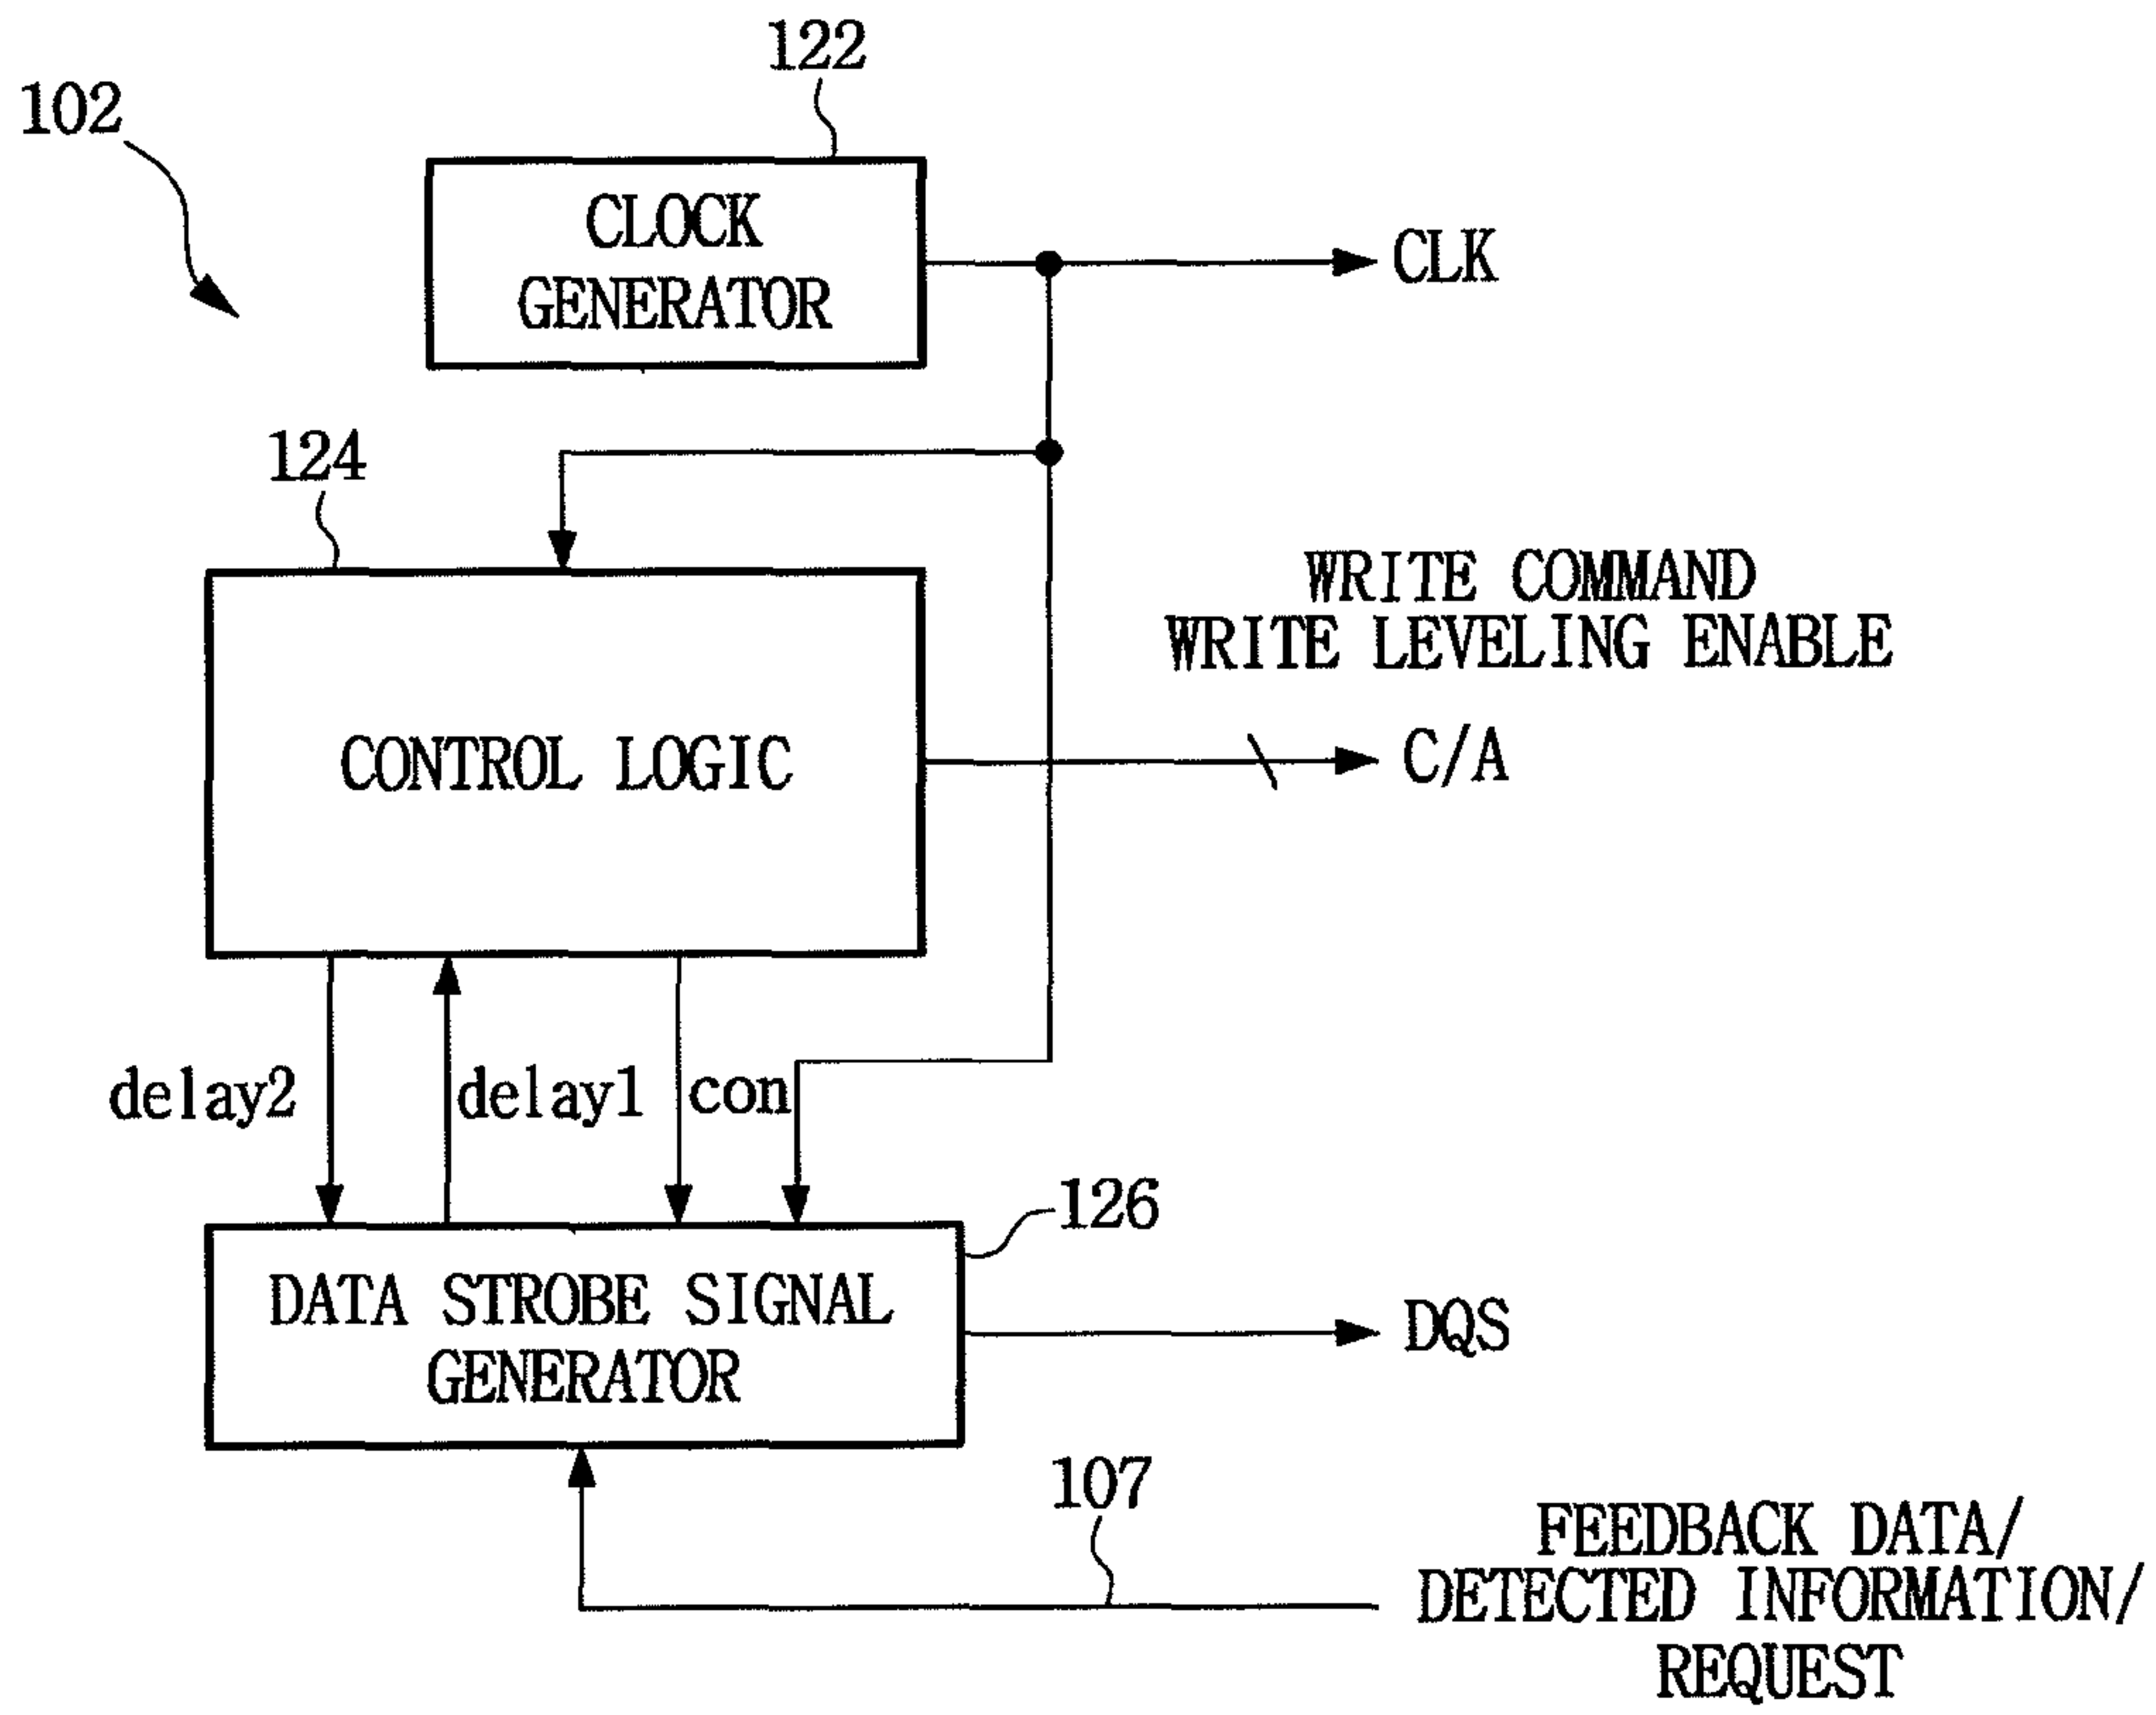 122
102
CLOCK
GENERATOR
CLK
124
WRITE COMMAND
WRITE LEVELING ENABLE
CONTROL LOGIC
C/A
delay2
delay1
con
126
DATA STROBE SIGNAL
GENERATOR
DQS
107
FEEDBACK DATA/
DETECTED INFORMATION/
REQUEST